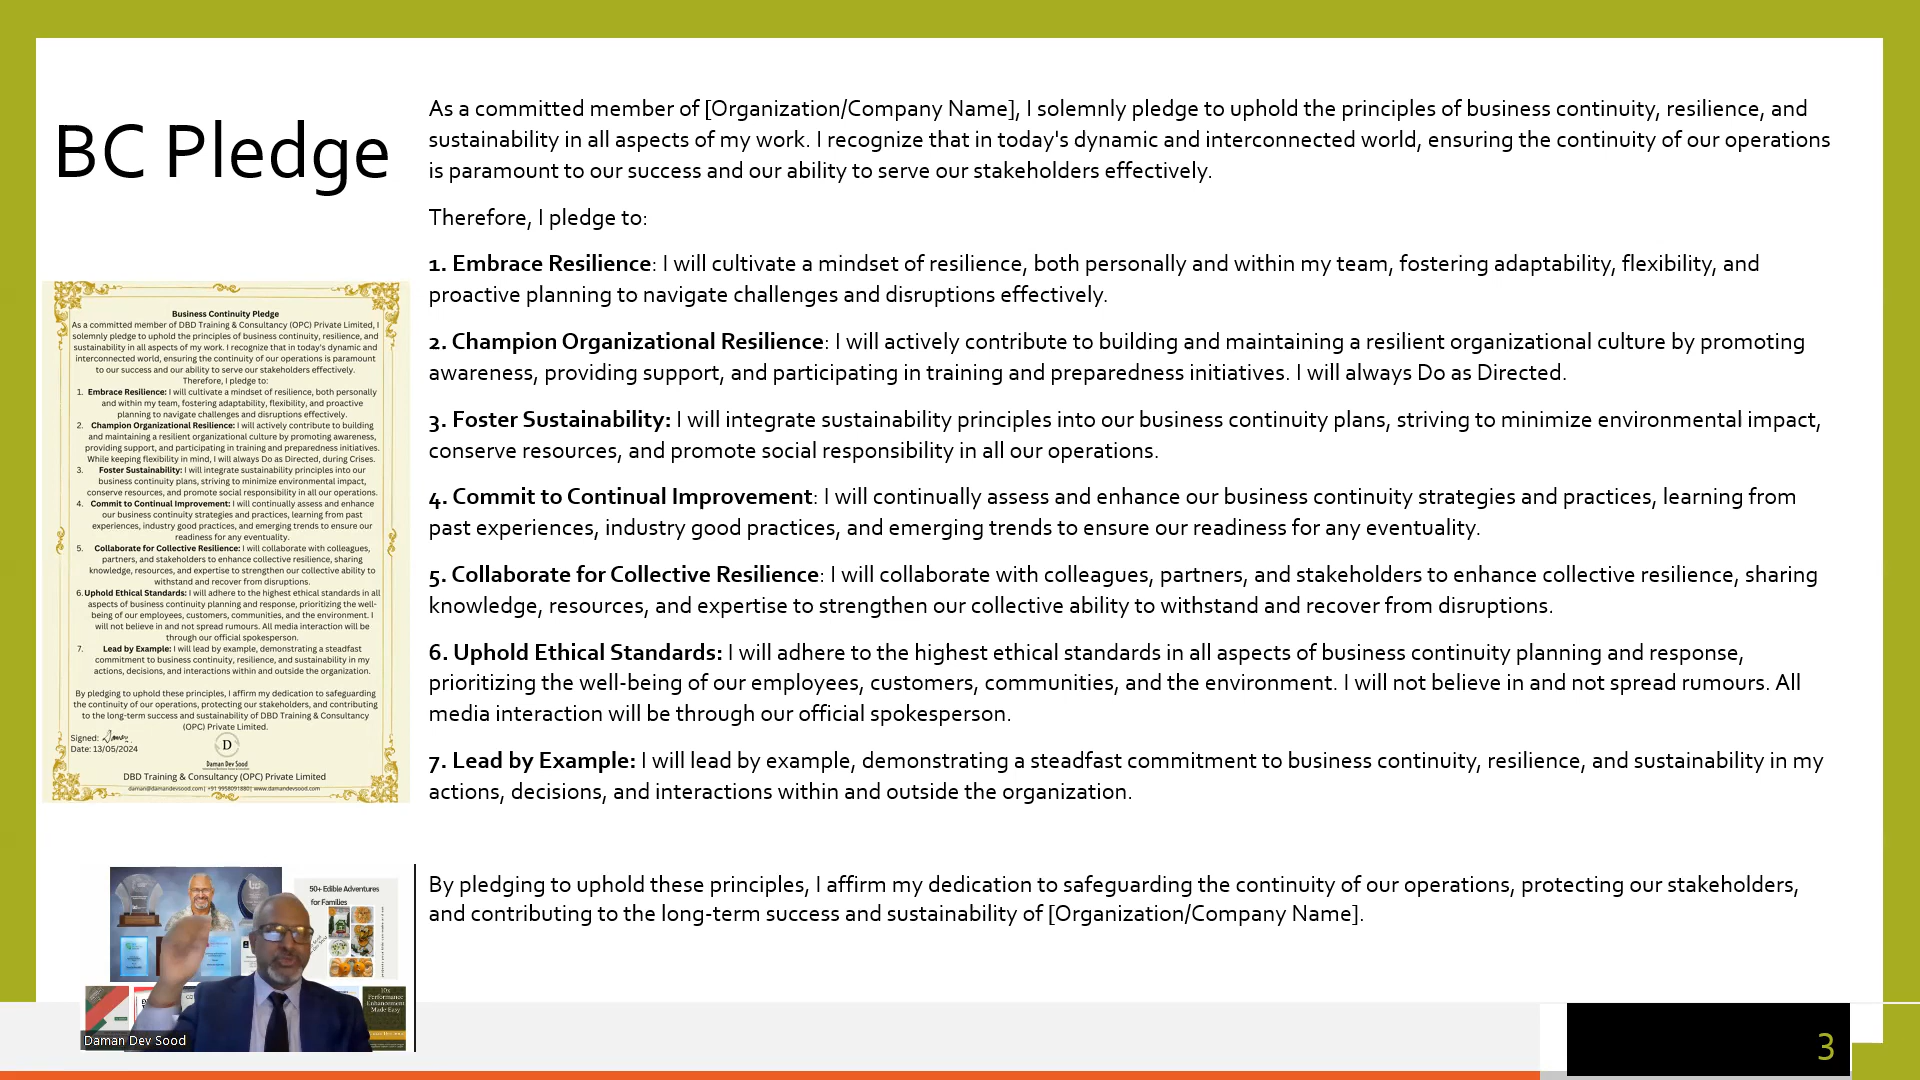 BC Pledge
As a committed member of [Organization/Company Name], I solemnly pledge to uphold the principles of business continuity, resilience, and
sustainability in all aspects of my work. I recognize that in today's dynamic and interconnected world, ensuring the continuity of our operations
is paramount to our success and our ability to serve our stakeholders effectively.
Therefore, I pledge to:
1. Embrace Resilience: I will cultivate a mindset of resilience, both personally and within my team, fostering adaptability, flexibility, and
proactive planning to navigate challenges and disruptions effectively.
2. Champion Organizational Resilience: I will actively contribute to building and maintaining a resilient organizational culture by promoting
awareness, providing support, and participating in training and preparedness initiatives. I will always Do as Directed.
3. Foster Sustainability: I will integrate sustainability principles into our business continuity plans, striving to minimize environmental impact,
conserve resources, and promote social responsibility in all our operations.
4. Commit to Continual Improvement: I will continually assess and enhance our business continuity strategies and practices, learning from
past experiences, industry good practices, and emerging trends to ensure our readiness for any eventuality.
5. Collaborate for Collective Resilience: I will collaborate with colleagues, partners, and stakeholders to enhance collective resilience, sharing
knowledge, resources, and expertise to strengthen our collective ability to withstand and recover from disruptions.
6. Uphold Ethical Standards: I will adhere to the highest ethical standards in all aspects of business continuity planning and response,
prioritizing the well-being of our employees, customers, communities, and the environment. I will not believe in and not spread rumours. All
media interaction will be through our official spokesperson.
7. Lead by Example: I will lead by example, demonstrating a steadfast commitment to business continuity, resilience, and sustainability in my
actions, decisions, and interactions within and outside the organization.
By pledging to uphold these principles, I affirm my dedication to safeguarding the continuity of our operations, protecting our stakeholders,
and contributing to the long-term success and sustainability of [Organization/Company Name].
Business Continuity Pledge
As a committed member of DBD Training & Consultancy (OPC) Private Limited, I
solemnly pledge to uphold the principles of business continuity, resilience, and
sustainability in all aspects of my work. I recognize that in today's dynamic and
interconnected world, ensuring the continuity of our operations is paramount
to our success and our ability to serve our stakeholders effectively.
Therefore, I pledge to:
1. Embrace Resilience: I will cultivate a mindset of resilience, both personally
and within my team, fostering adaptability, flexibility, and proactive
planning to navigate challenges and disruptions effectively.
2. Champion Organizational Resilience: I will actively contribute to building
and maintaining a resilient organizational culture by promoting awareness,
providing support, and participating in training and preparedness initiatives.
While keeping flexibility in mind, I will always Do as Directed, during Crises.
3. Foster Sustainability: I will integrate sustainability principles into our
business continuity plans, striving to minimize environmental impact,
conserve resources, and promote social responsibility in all our operations.
4. Commit to Continual Improvement: I will continually assess and enhance
our business continuity strategies and practices, learning from past
experiences, industry good practices, and emerging trends to ensure our
readiness for any eventuality.
5. Collaborate for Collective Resilience: I will collaborate with colleagues,
partners, and stakeholders to enhance collective resilience, sharing
knowledge, resources, and expertise to strengthen our collective ability to
withstand and recover from disruptions.
6. Uphold Ethical Standards: I will adhere to the highest ethical standards in all
aspects of business continuity planning and response, prioritizing the well-
being of our employees, customers, communities, and the environment. I
will not believe in and not spread rumours. All media interaction will be
through our official spokesperson.
7. Lead by Example: I will lead by example, demonstrating a steadfast
commitment to business continuity, resilience, and sustainability in my
actions, decisions, and interactions within and outside the organization.
By pledging to uphold these principles, I affirm my dedication to safeguarding
the continuity of our operations, protecting our stakeholders, and contributing
to the long-term success and sustainability of DBD Training & Consultancy
(OPC) Private Limited.
Signed:
Date: 13/05/2024
D
Daman Dev Sood
DBD Training & Consultancy (OPC) Private Limited
daman@damandevsood.com| +91 9958091880| www.damandevsood.com
50+ Edible Adventures
for Families
10x
Performance
Enhancement
Made Easy
Daman Dev Sood
3